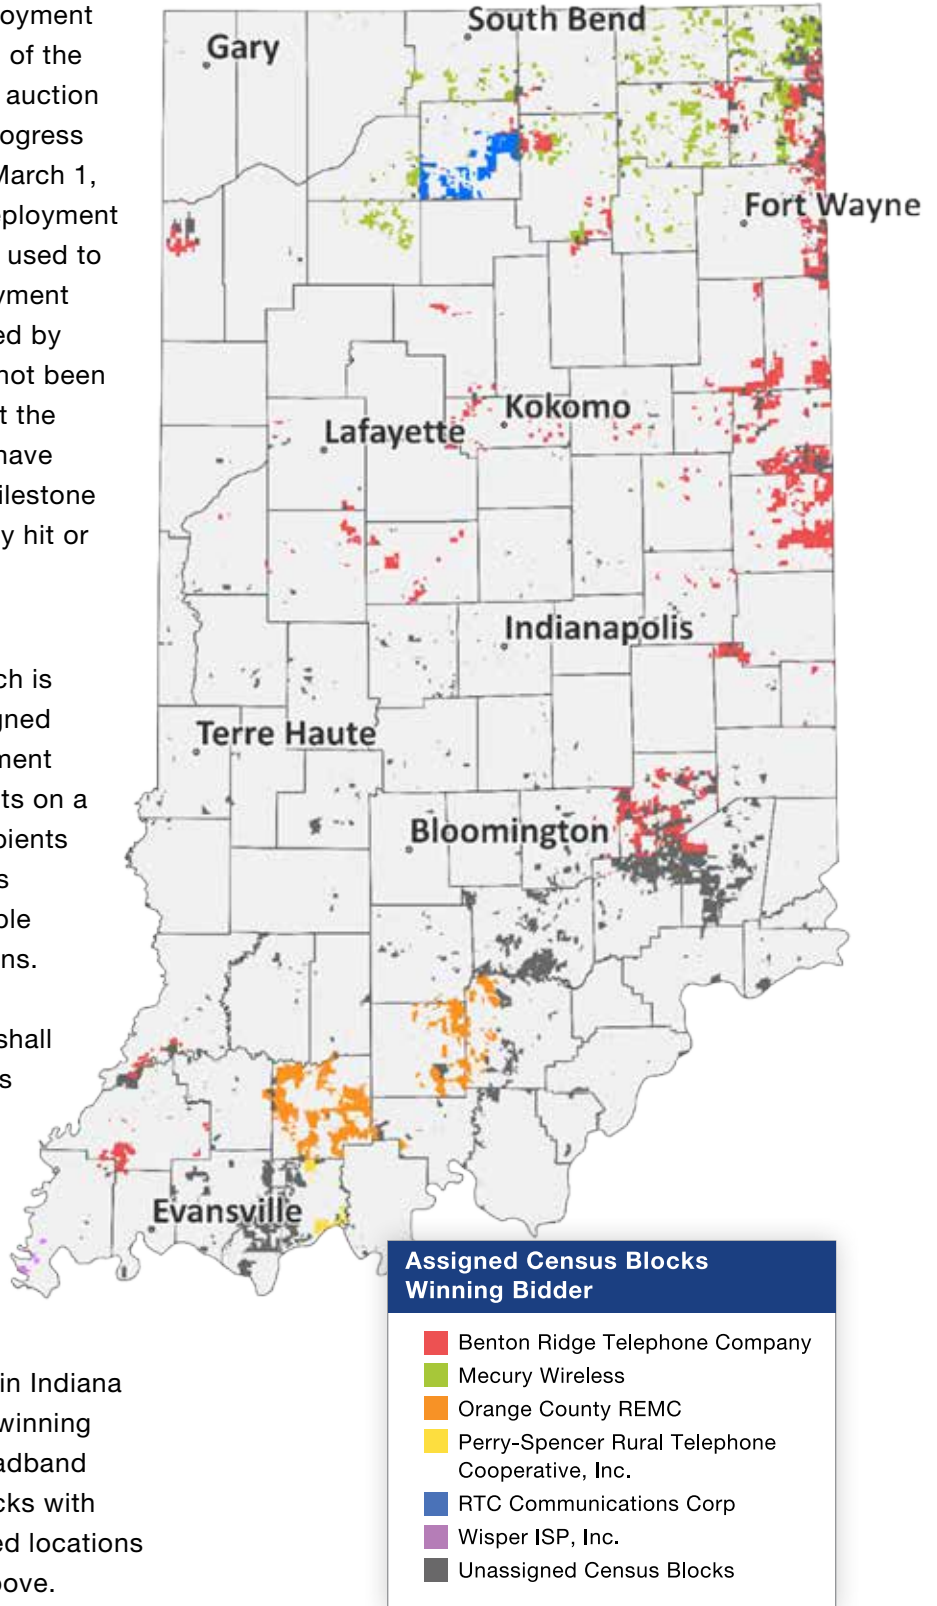 oyment
of the
auction
ogress
March 1,
eployment
used to
yment
ed by
not been
t the
have
ilestone
y hit or
ch is
gned
ment
ts on a
pients
s
ble
ns.
shall
s
in Indiana
winning
adband
cks with
ed locations
bove.
South Bend
Gary
Fort Wayne
Kokomo
Lafayette
Indianapolis
Terre Haute
Bloomington
Evansville
Assigned Census Blocks
Winning Bidder
Benton Ridge Telephone Company
Mecury Wireless
Orange County REMC
Perry-Spencer Rural Telephone
Cooperative, Inc.
RTC Communications Corp
Wisper ISP, Inc.
Unassigned Census Blocks